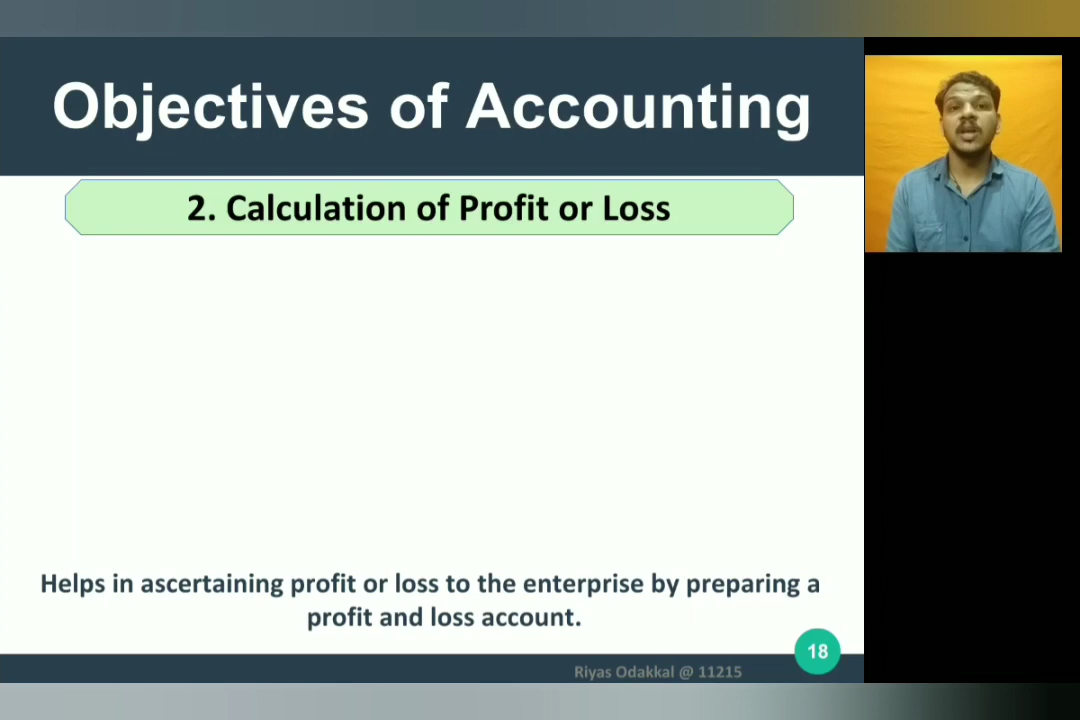 Objectives of Accounting
2. Calculation of Profit or Loss
Helps in ascertaining profit or loss to the enterprise by preparing a
profit and loss account.
18
Riyas Odakkal @ 11215